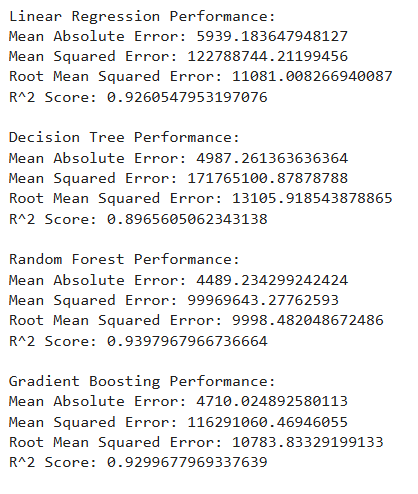 Linear Regression Performance:
Mean Absolute Error: 5939.183647948127
Mean Squared Error: 122788744.21199456
Root Mean Squared Error: 11081.008266940087
R^2 Score: 0.9260547953197076

Decision Tree Performance:
Mean Absolute Error: 4987.261363636364
Mean Squared Error: 171765100.87878788
Root Mean Squared Error: 13105.918543878865
R^2 Score: 0.8965605062343138

Random Forest Performance:
Mean Absolute Error: 4489.234299242424
Mean Squared Error: 99969643.27762593
Root Mean Squared Error: 9998.482048672486
R^2 Score: 0.9397967966736664

Gradient Boosting Performance:
Mean Absolute Error: 4710.024892580113
Mean Squared Error: 116291060.46946055
Root Mean Squared Error: 10783.83329199133
R^2 Score: 0.9299677969337639